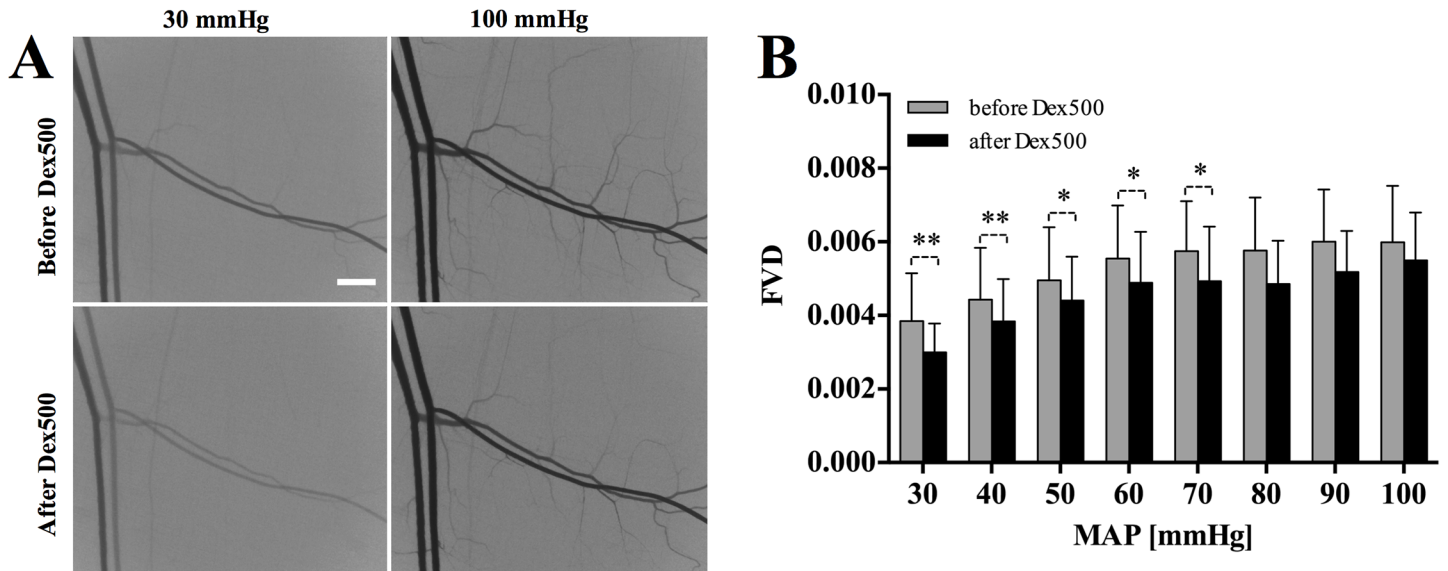 A
30 mmHg
100 mmHg
Before Dex500
After Dex500
B
before Dex500
after Dex500
FVD
0.010
0.008
0.006
0.004
0.002
0.000
**
**
*
*
*
30 40 50 60 70 80 90 100
MAP [mmHg]